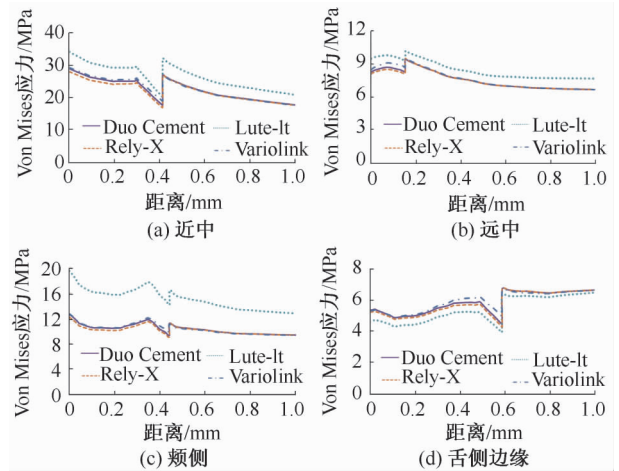 Von Mises应力/MPa
40
30
20
10
0
Duo Cement
Lute-lt
Rely-X
Variolink
0 0.2 0.4 0.6 0.8 1.0
距离/mm
(a) 近中
Von Mises应力/MPa
12
9
6
3
0
Duo Cement
Lute-lt
Rely-X
Variolink
0 0.2 0.4 0.6 0.8 1.0
距离/mm
(b) 远中
Von Mises应力/MPa
20
16
12
8
4
0
Duo Cement
Lute-lt
Rely-X
Variolink
0 0.2 0.4 0.6 0.8 1.0
距离/mm
(c) 颊侧
Von Mises应力/MPa
8
6
4
2
0
Duo Cement
Lute-lt
Rely-X
Variolink
0 0.2 0.4 0.6 0.8 1.0
距离/mm
(d) 舌侧边缘